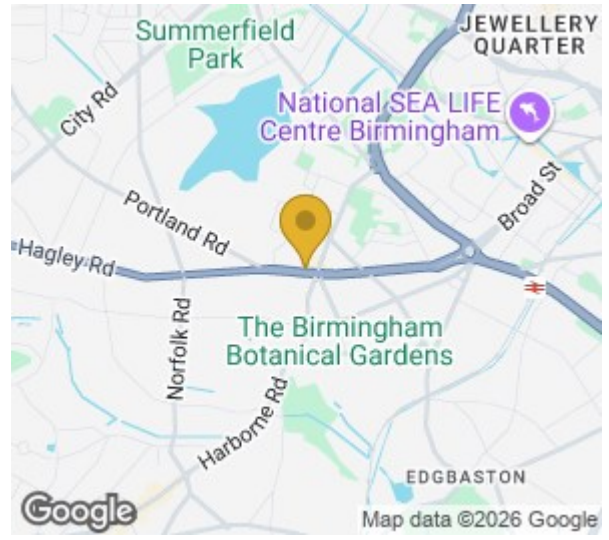 JEWELLERY
QUARTER
Summerfield
Park
National SEA LIFE
Centre Birmingham
City Rd
Portland Rd
Broad St
Hagley Rd
Norfolk Rd
The Birmingham
Botanical Gardens
Harborne Rd
EDGBASTON
Google
Map data ©2026 Google